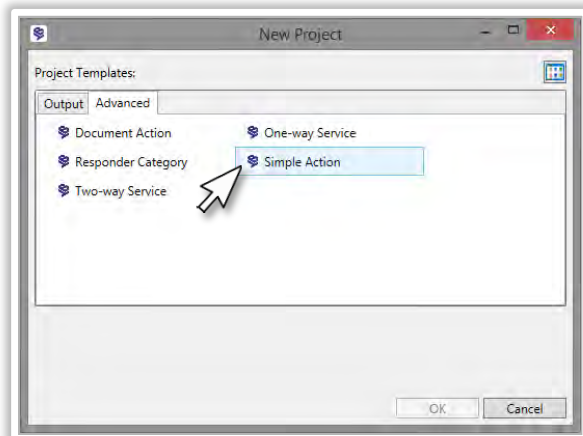 New Project
Project Templates:
Output Advanced
Document Action One-way Service
Responder Category Simple Action
Two-way Service
OK Cancel